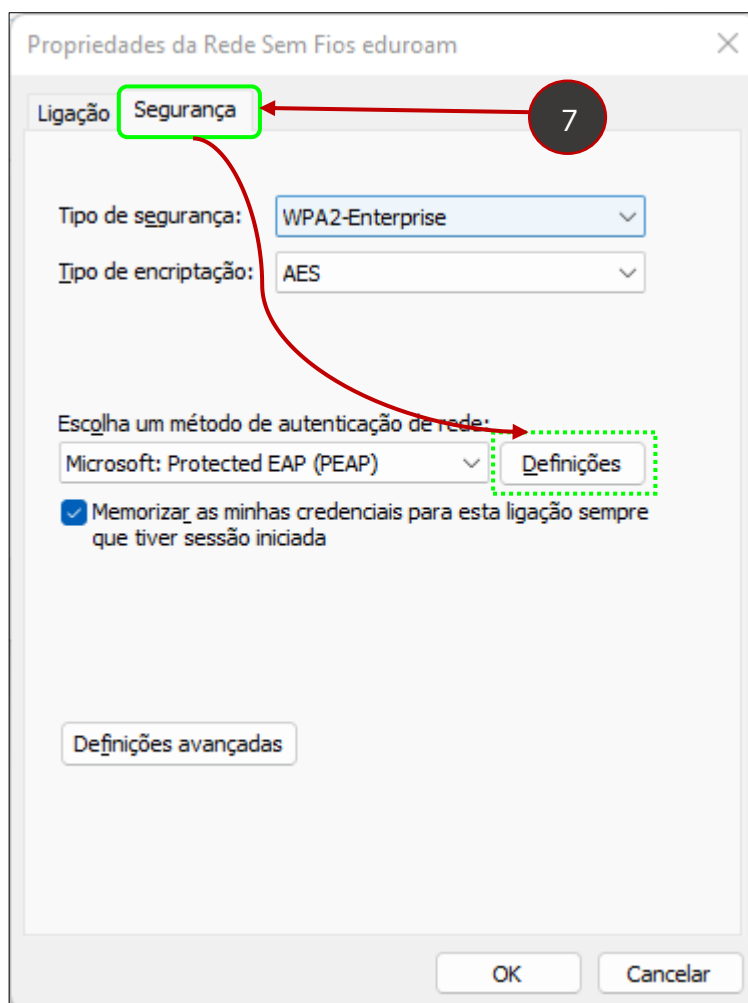 Propriedades da Rede Sem Fios eduroam
Ligação Segurança
7
Tipo de segurança: WPA2-Enterprise
Tipo de encriptação: AES
Escolha um método de autenticação de rede:
Microsoft: Protected EAP (PEAP) Definições
Memorizar as minhas credenciais para esta ligação sempre
que tiver sessão iniciada
Definições avançadas
OK Cancelar